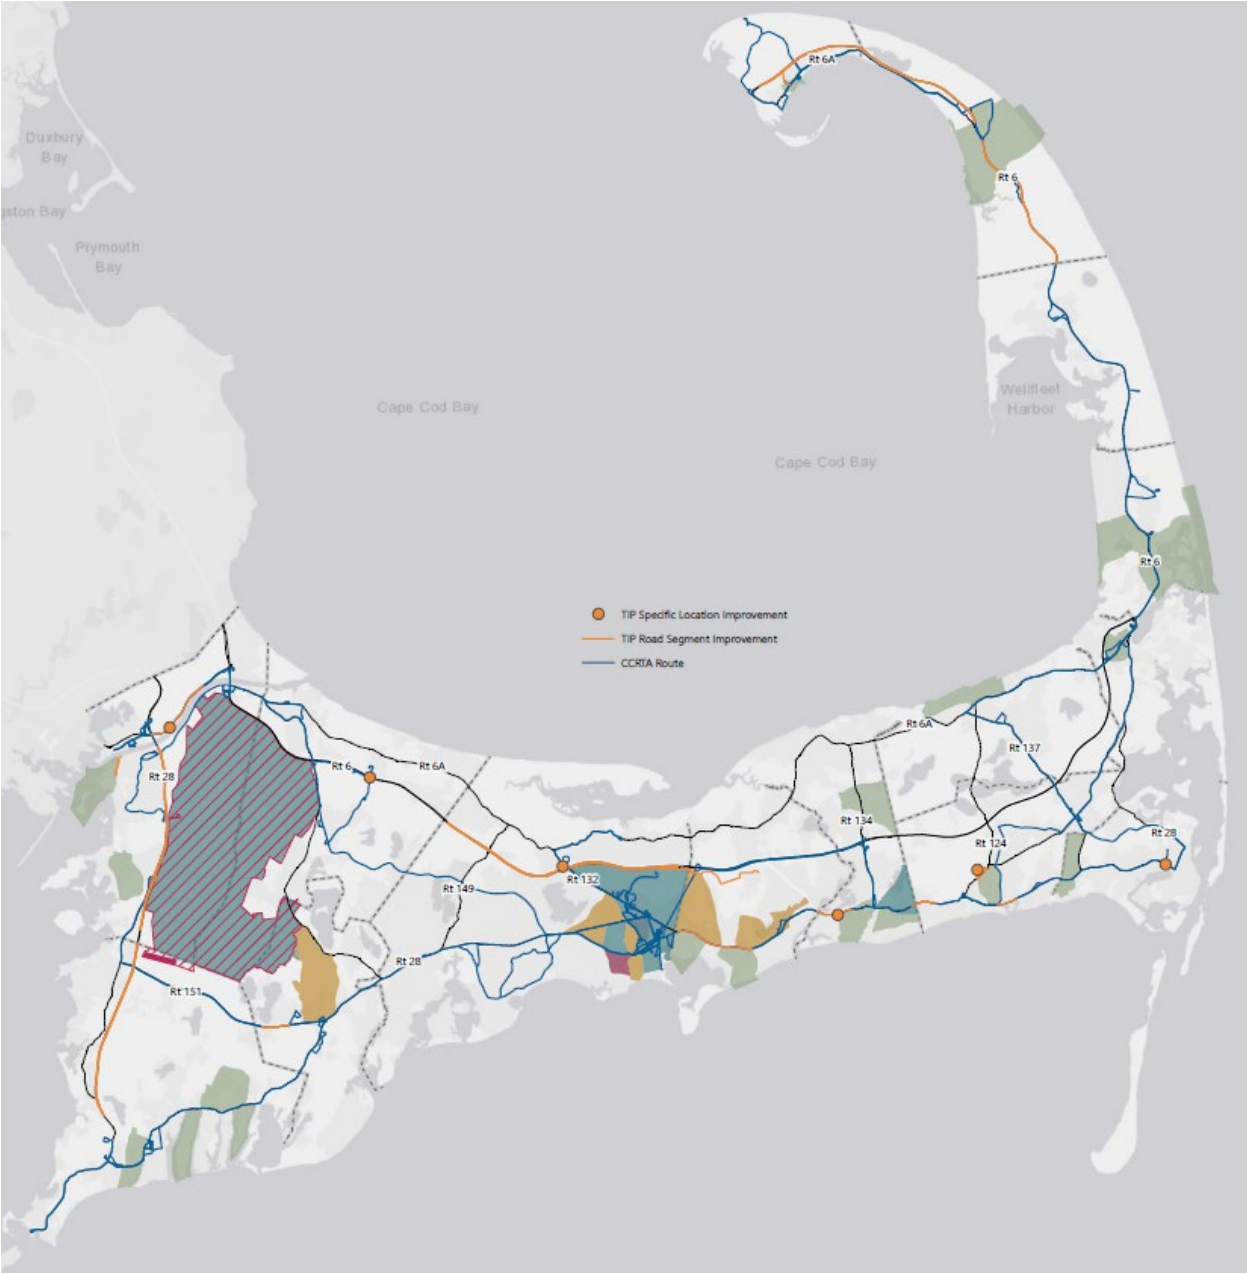 Rt 6A
Duxbury
Bay
Rt 6
gston Bay
Plymouth
Bay
Wellfleet
Harbor
Cape Cod Bay
Cape Cod Bay
Rt 6
TIP Specific Location Improvement
TIP Road Segment Improvement
CCRTA Route
Rt 6A
Rt 137
Rt 6
Rt 6A
Rt 28
Rt 134
Rt 28
Rt 124
Rt 132
Rt 149
Rt 28
Rt 151